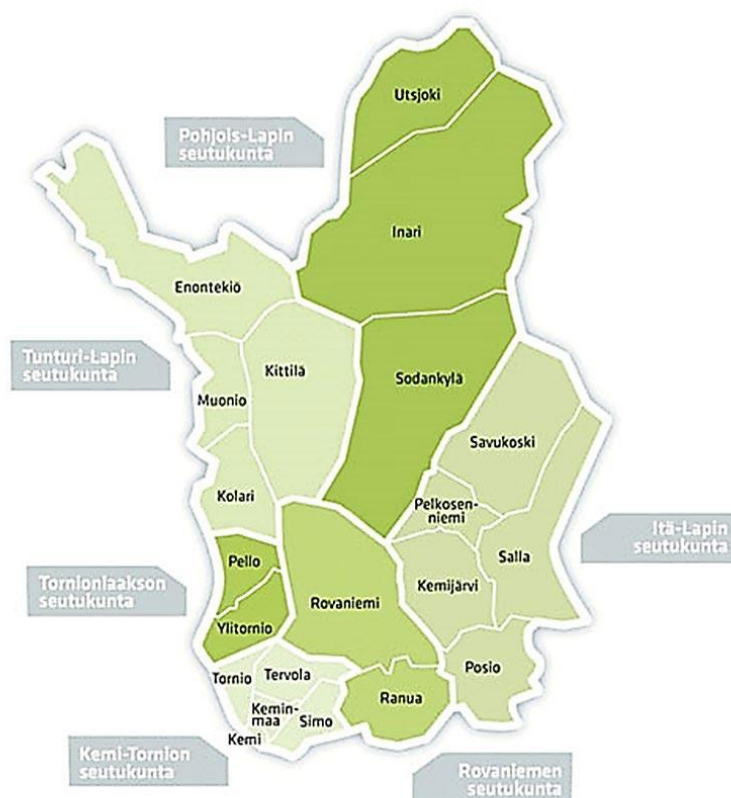 Utsjoki
Pohjois-Lapin
seutukunta
Inari
Enontekiö
Tunturi-Lapin
seutukunta
Kittilä
Sodankylä
Muonio
Savukoski
Kolari
Pelkosen-
niemi
Itä-Lapin
seutukunta
Salla
Pello
Tornionlaakson
seutukunta
Kemijärvi
Rovaniemi
Ylitornio
Posio
Tornio
Tervola
Ranua
Kemin-
maa
Simo
Kemi
Kemi-Tornion
seutukunta
Rovaniemen
seutukunta